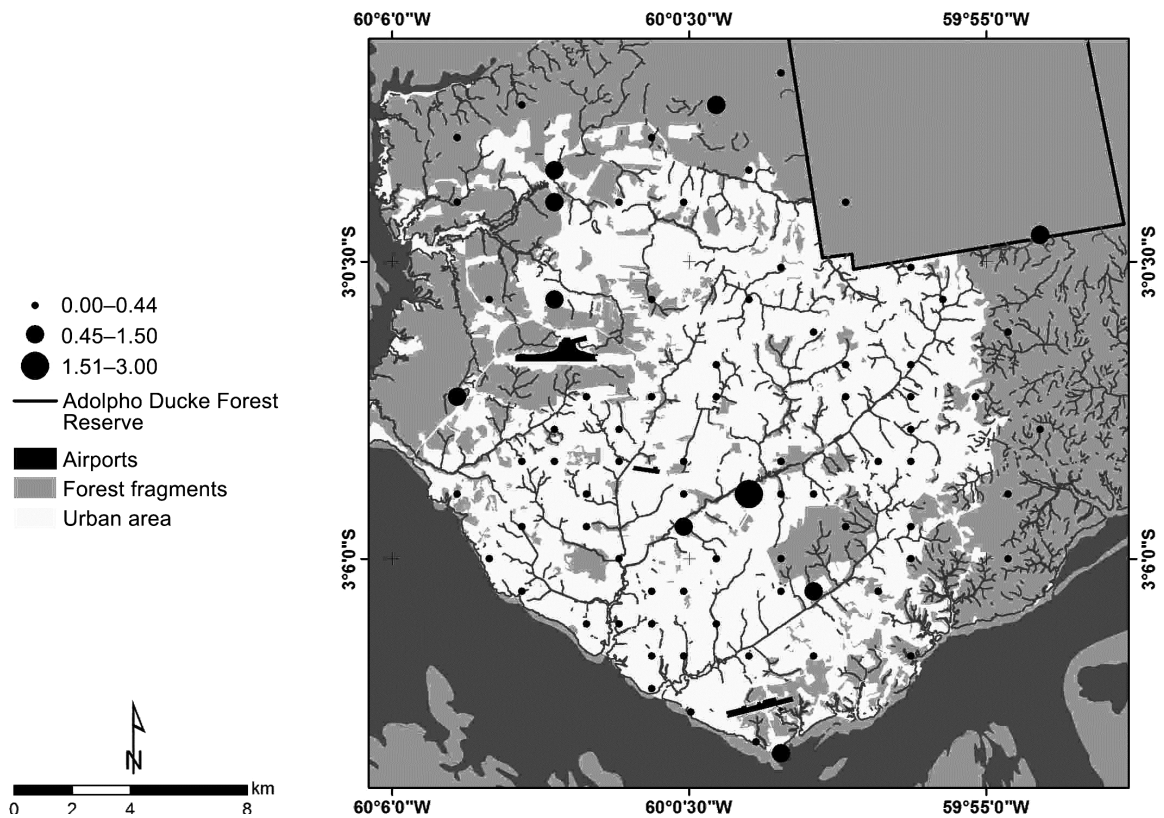 60°6'0"W 60°0'30"W 59°55'0"W
3°0'30"S 3°0'30"S
0.00–0.44
0.45–1.50
1.51–3.00
Adolpho Ducke Forest
Reserve
Airports
Forest fragments
Urban area
3°6'0"S 3°6'0"S
N
km
0 2 4 8
60°6'0"W 60°0'30"W 59°55'0"W